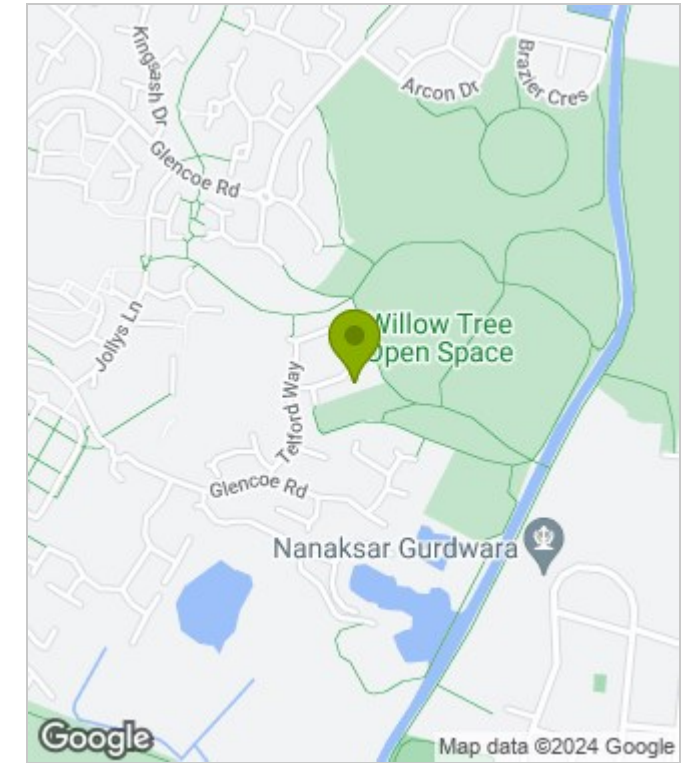 Kingsash Dr
Arcon Dr
Brazier Cres
Glencoe Rd
Jollys Ln
Willow Tree
Open Space
Telford Way
Glencoe Rd
Nanaksar Gurdwara
Google
Map data ©2024 Google